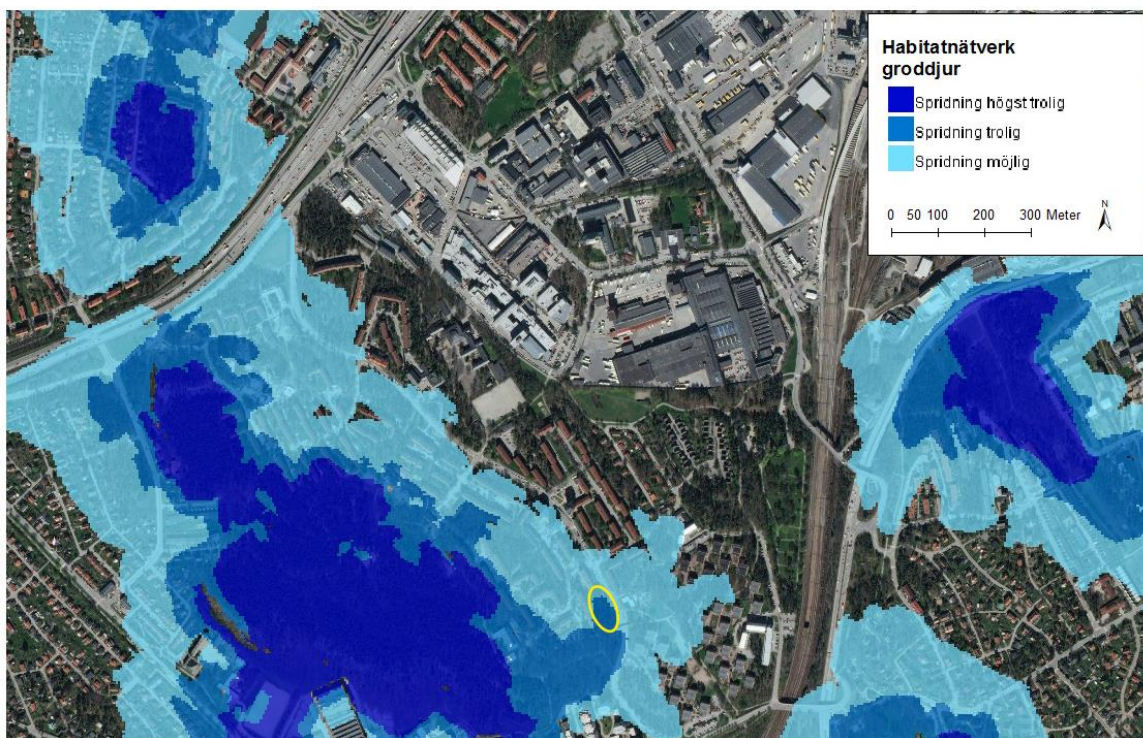 Habitatnätverk
groddjur
Spridning högst trolig
Spridning trolig
Spridning möjlig
0 50 100 200 300 Meter
N